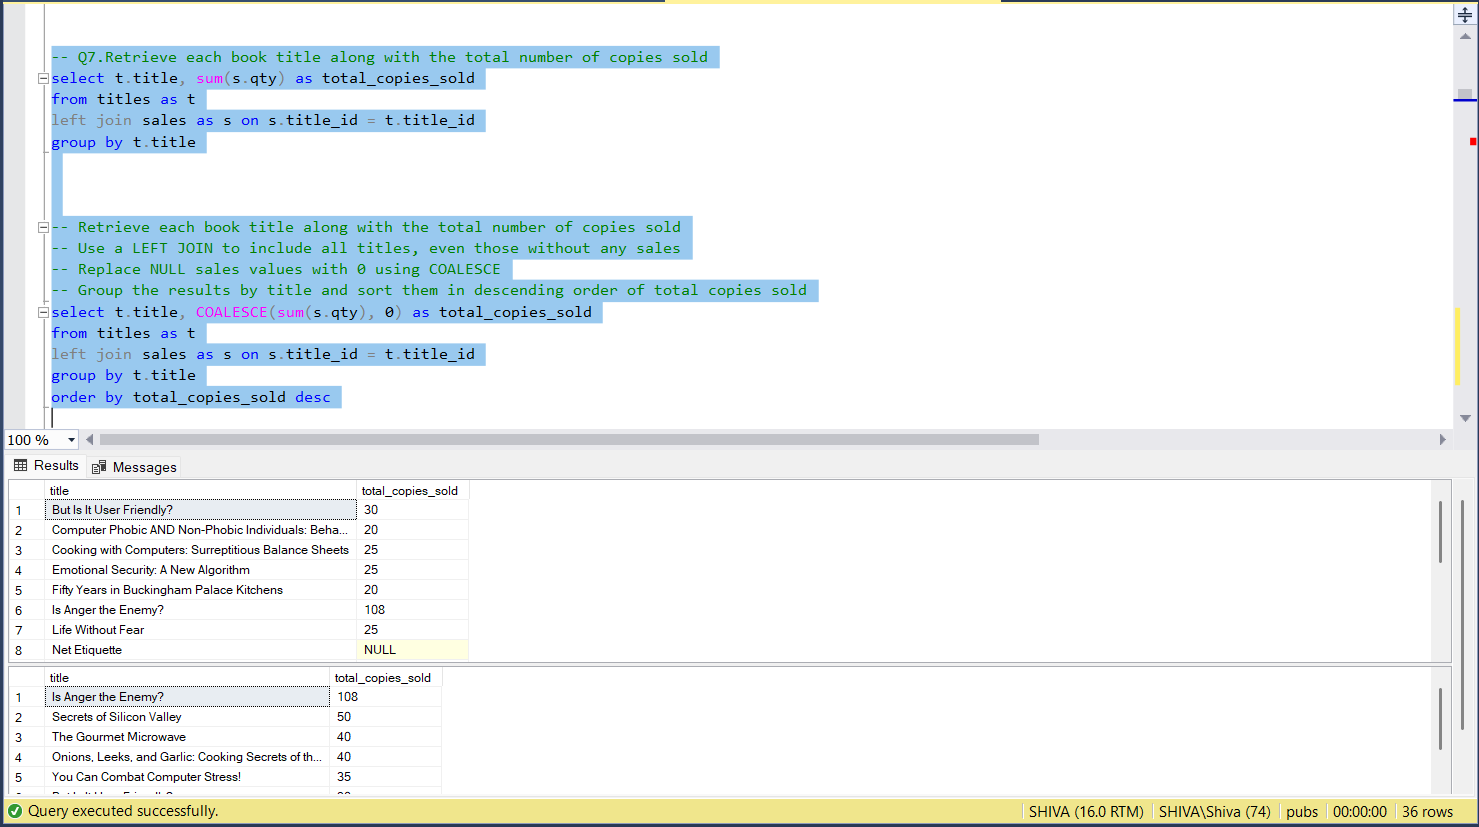 -- Q7.Retrieve each book title along with the total number of copies sold
select t.title, sum(s.qty) as total_copies_sold
from titles as t
left join sales as s on s.title_id = t.title_id
group by t.title
-- Retrieve each book title along with the total number of copies sold
-- Use a LEFT JOIN to include all titles, even those without any sales
-- Replace NULL sales values with 0 using COALESCE
-- Group the results by title and sort them in descending order of total copies sold
select t.title, COALESCE(sum(s.qty), 0) as total_copies_sold
from titles as t
left join sales as s on s.title_id = t.title_id
group by t.title
order by total_copies_sold desc
100 %
Results Messages
title total_copies_sold
1 But Is It User Friendly? 30
2 Computer Phobic AND Non-Phobic Individuals: Beha... 20
3 Cooking with Computers: Surreptitious Balance Sheets 25
4 Emotional Security: A New Algorithm 25
5 Fifty Years in Buckingham Palace Kitchens 20
6 Is Anger the Enemy? 108
7 Life Without Fear 25
8 Net Etiquette NULL
title total_copies_sold
1 Is Anger the Enemy? 108
2 Secrets of Silicon Valley 50
3 The Gourmet Microwave 40
4 Onions, Leeks, and Garlic: Cooking Secrets of th... 40
5 You Can Combat Computer Stress! 35
Query executed successfully. SHIVA (16.0 RTM) SHIVA\Shiva (74) pubs 00:00:00 36 rows